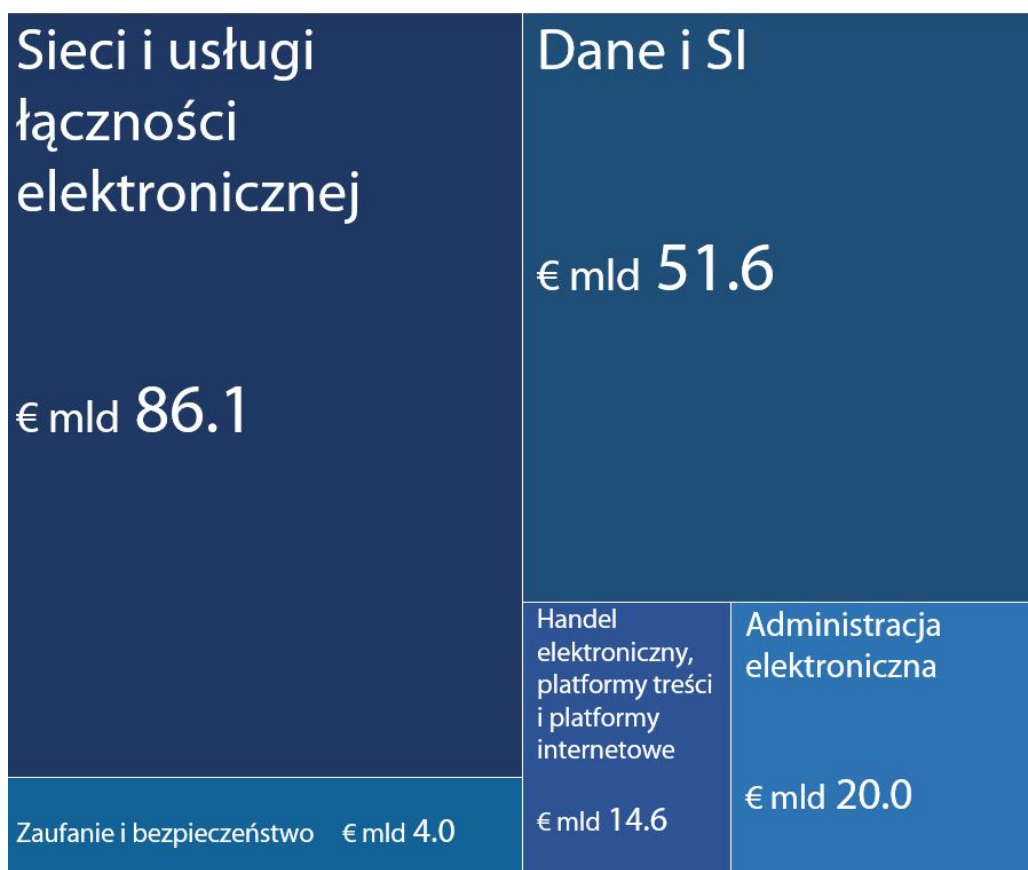 Sieci i usługi
łączności
elektronicznej
€ mld 86.1
Dane i SI
€ mld 51.6
Handel
elektroniczny,
platformy treści
i platformy
internetowe
€ mld 14.6
Administracja
elektroniczna
€ mld 20.0
Zaufanie i bezpieczeństwo € mld 4.0